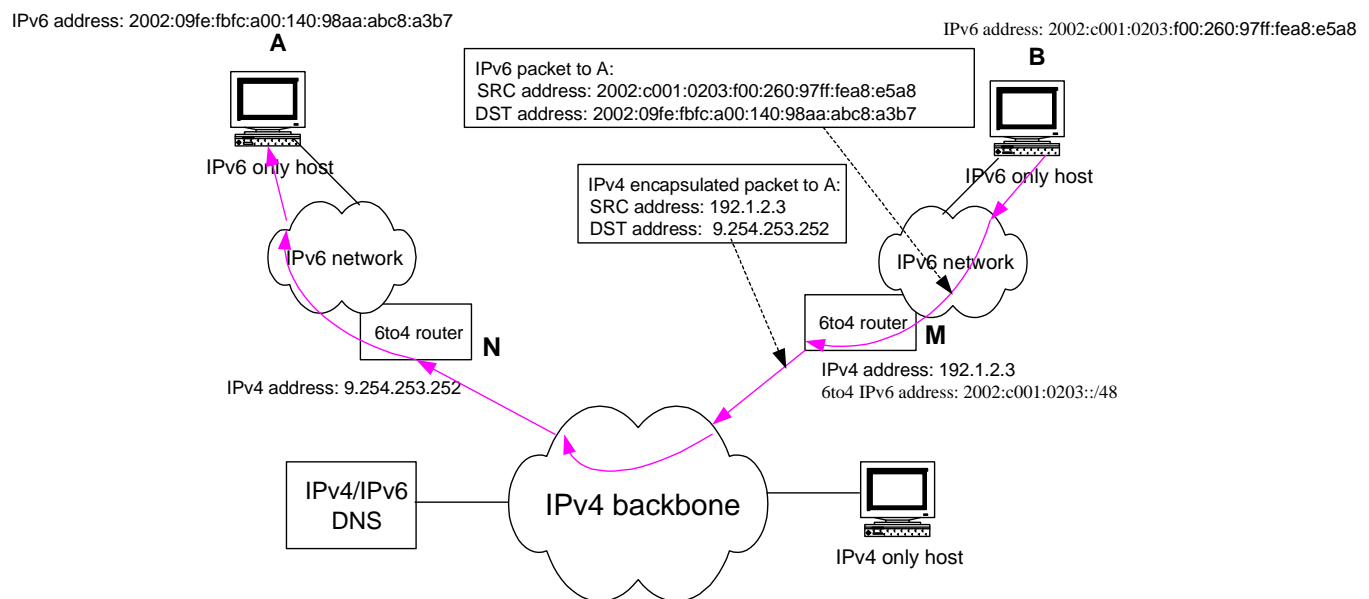 IPv6 address: 2002:09fe:fbfc:a00:140:98aa:abc8:a3b7
A
IPv6 address: 2002:c001:0203:f00:260:97ff:fea8:e5a8
B
IPv6 packet to A:
SRC address: 2002:c001:0203:f00:260:97ff:fea8:e5a8
DST address: 2002:09fe:fbfc:a00:140:98aa:abc8:a3b7
IPv6 only host
IPv6 only host
IPv4 encapsulated packet to A:
SRC address: 192.1.2.3
DST address: 9.254.253.252
IPv6 network
IPv6 network
6to4 router
N
6to4 router
M
IPv4 address: 9.254.253.252
IPv4 address: 192.1.2.3
6to4 IPv6 address: 2002:c001:0203::/48
IPv4/IPv6
DNS
IPv4 backbone
IPv4 only host